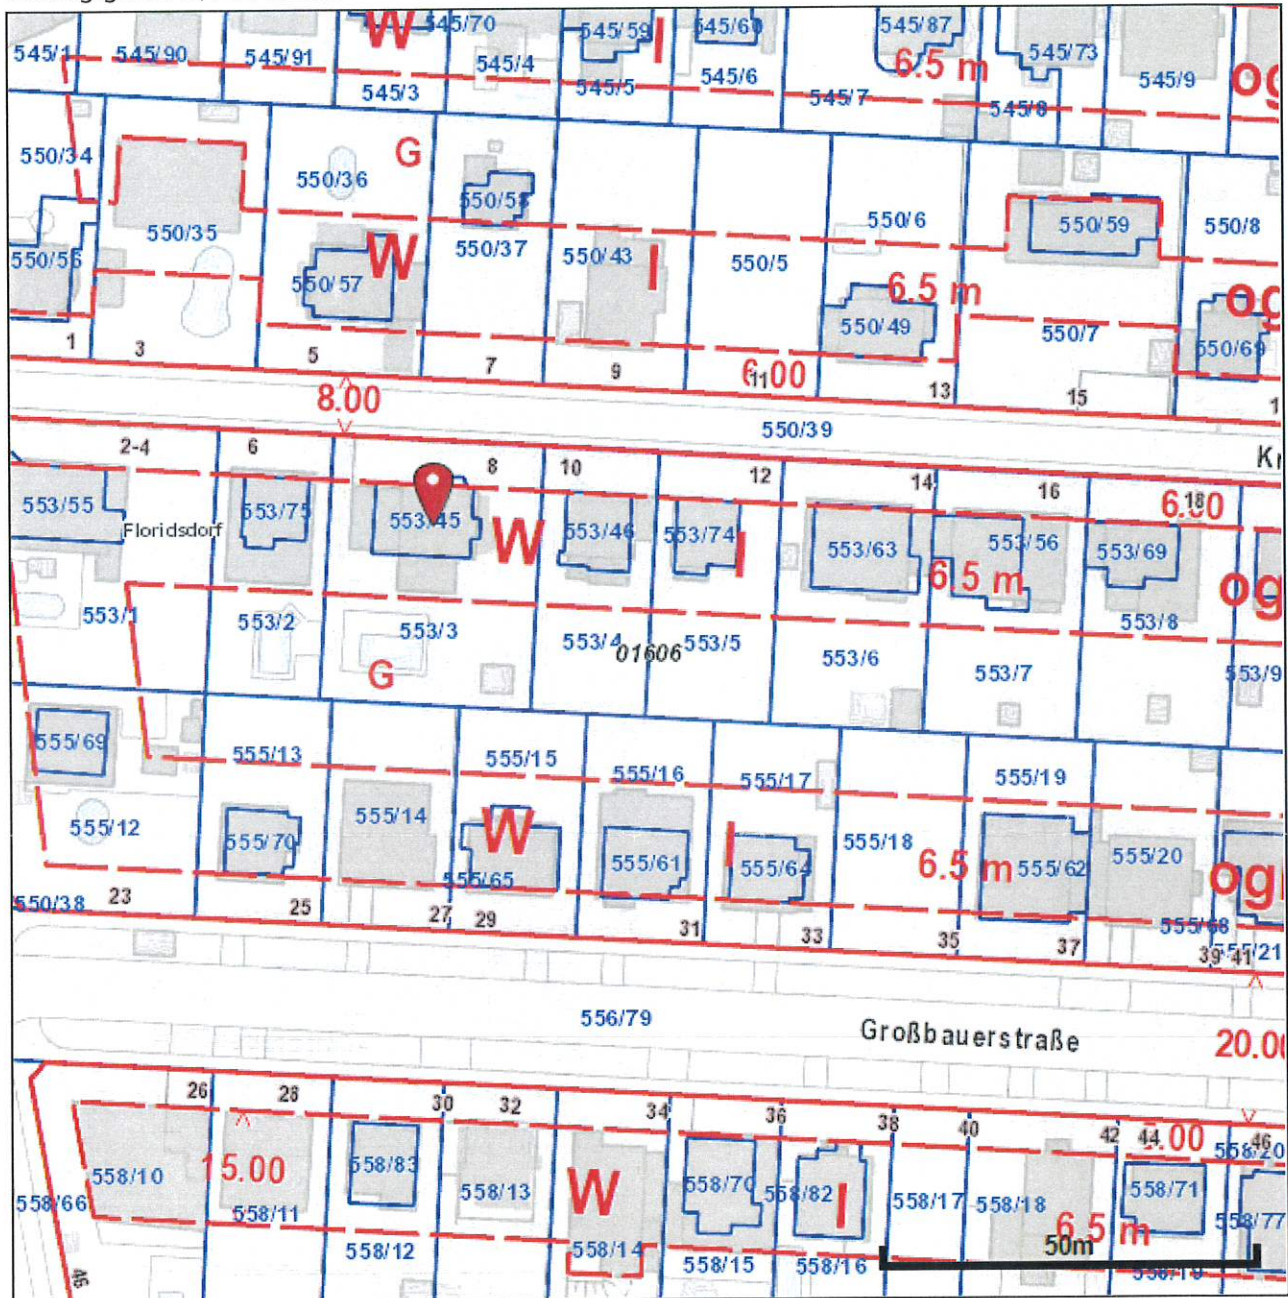 W 545/70 545/59 I 545/60 545/87 545/73
545/1 545/90 545/91 545/4 545/6 6.5 m 545/9
545/3 545/5 545/7 545/8
550/34 G
550/36
550/35 550/37 550/6 550/59 550/8
550/56 W 550/43 I 550/5
550/57 6.5 m
550/49 550/7 550/69
1 3 5 7 9 6.00 11 13 15
8.00
550/39
2-4 6 8 10 12 14 16 18
553/55 Floridsdorf 553/75 553/45 W 553/46 553/74 I 553/63 553/56 553/69
6.5 m
553/1 553/2 553/3 553/4 01606 553/5 553/6 553/7 553/8 553/9
G
555/69 555/13 555/15 555/16 555/17 555/19
555/12 555/70 555/14 W 555/61 I 555/64 555/18 6.5 m 555/62 555/20
555/65
550/38 23 25 27 29 31 33 35 37 39 41 555/68 555/21
556/79 Großbauerstraße
26 28 30 32 34 36 38 40 42 44 46
558/10 15.00 558/83 558/13 W 558/70 558/82 I 558/17 558/18 558/71 558/20
558/66 558/11 558/12 558/14 558/15 558/16 6.5 m 50m 558/19 558/77